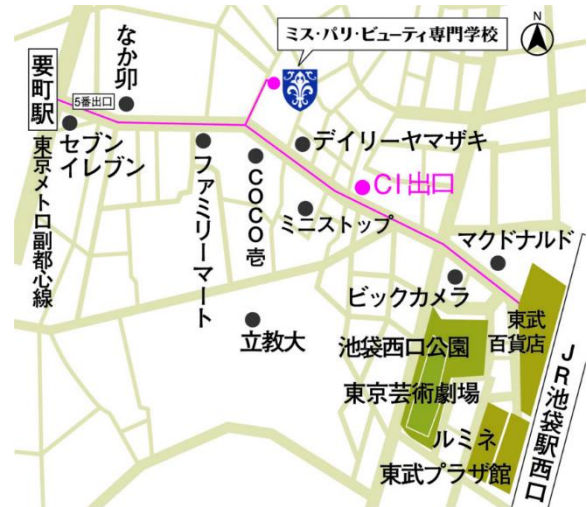 ミス・パリ・ビューティ専門学校
N
要町駅
東京メトロ副都心線
5番出口
なか卯
セブン
イレブン
ファミリーマート
COCO壱
デイリーヤマザキ
C1出口
ミニストップ
マクドナルド
ビックカメラ
立教大
池袋西口公園
東京芸術劇場
東武
百貨店
ルミネ
東武プラザ館
JR池袋駅西口